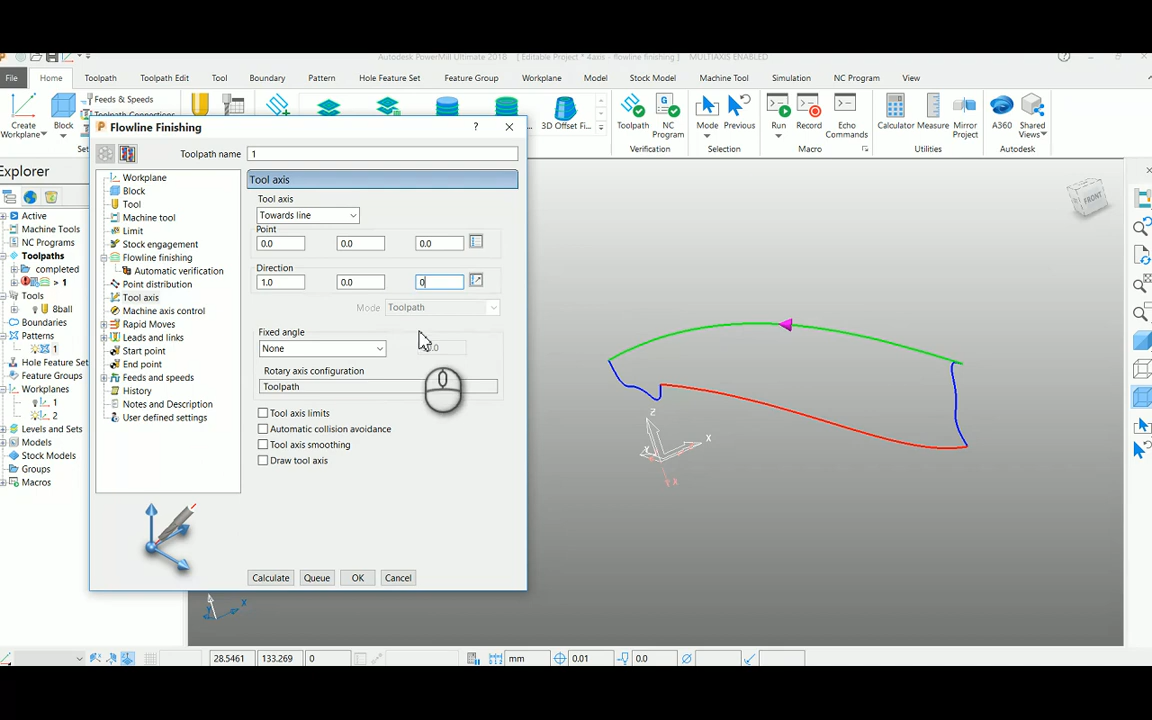 Autodesk PowerMill Ultimate 2018 [ Editable Project * 4axis - flowline finishing ] MULTIAXIS ENABLED
File Home Toolpath Toolpath Edit Tool Boundary Pattern Hole Feature Set Feature Group Workplane Model Stock Model Machine Tool Simulation NC Program View
Feeds & Speeds
Toolpath Connections
Create Workplane Block 3D Offset Fi... Toolpath NC Program Mode Previous Run Record Echo Commands Calculator Measure Mirror Project A360 Shared Views
Verification Selection Macro Utilities Autodesk
Flowline Finishing
?
Toolpath name 1
Explorer
Active
Machine Tools
NC Programs
Toolpaths
completed
> 1
Tools
8ball
Boundaries
Patterns
1
Hole Feature Set
Feature Groups
Workplanes
1
2
Levels and Sets
Models
Stock Models
Groups
Macros
Workplane
Block
Tool
Machine tool
Limit
Stock engagement
Flowline finishing
Automatic verification
Point distribution
Tool axis
Machine axis control
Rapid Moves
Leads and links
Start point
End point
Feeds and speeds
History
Notes and Description
User defined settings
Tool axis
Tool axis
Towards line
Point
0.0 0.0 0.0
Direction
1.0 0.0 0
Mode Toolpath
Fixed angle
None
Rotary axis configuration
Toolpath
Tool axis limits
Automatic collision avoidance
Tool axis smoothing
Draw tool axis
Calculate Queue OK Cancel
FRONT
Z
X
Y
X
X
28.5461 133.269 0 mm 0.01 0.0